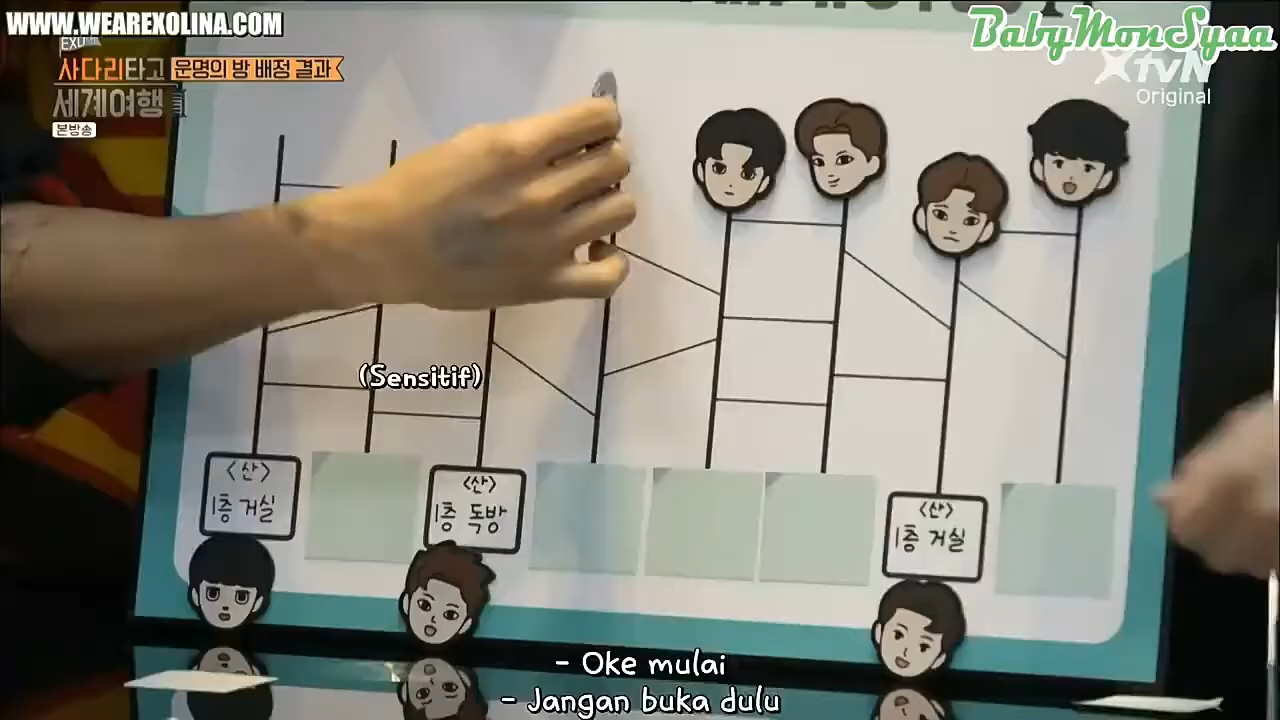 WWW.WEAREXOLINA.COM
BabyMonSyaa
EXO
사다리타고
세계여행
운명의 방 배정 결과
본방송
XtvN
Original
(Sensitif)
<산>
1층 거실
<산>
1층 독방
<산>
1층 거실
- Oke mulai
- Jangan buka dulu